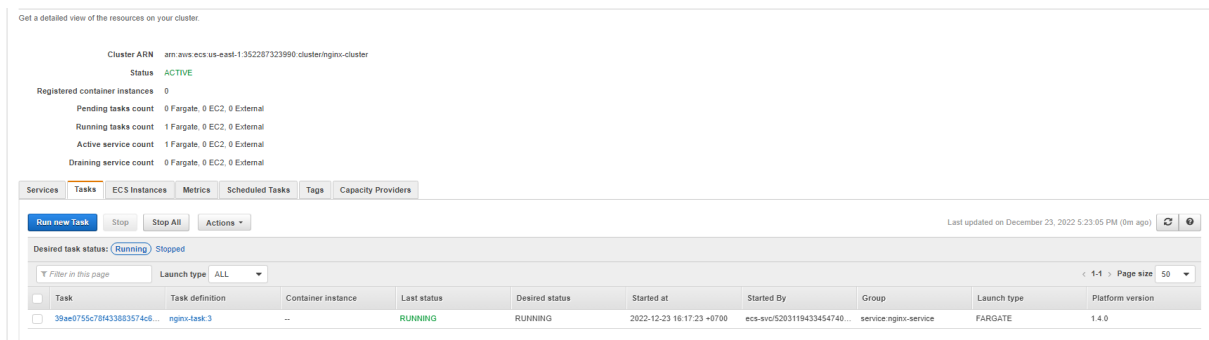 Get a detailed view of the resources on your cluster.
Cluster ARN arn:aws:ecs:us-east-1:352287323990:cluster/nginx-cluster
Status ACTIVE
Registered container instances 0
Pending tasks count 0 Fargate, 0 EC2, 0 External
Running tasks count 1 Fargate, 0 EC2, 0 External
Active service count 1 Fargate, 0 EC2, 0 External
Draining service count 0 Fargate, 0 EC2, 0 External
Services Tasks ECS Instances Metrics Scheduled Tasks Tags Capacity Providers
Run new Task Stop Stop All Actions Last updated on December 23, 2022 5:23:05 PM (0m ago)
Desired task status: Running Stopped
Filter in this page Launch type ALL < 1-1 > Page size 50
Task Task definition Container instance Last status Desired status Started at Started By Group Launch type Platform version
39ae0755c78f433883574c6... nginx-task:3 -- RUNNING RUNNING 2022-12-23 16:17:23 +0700 ecs-svc/5203119433454740... service:nginx-service FARGATE 1.4.0